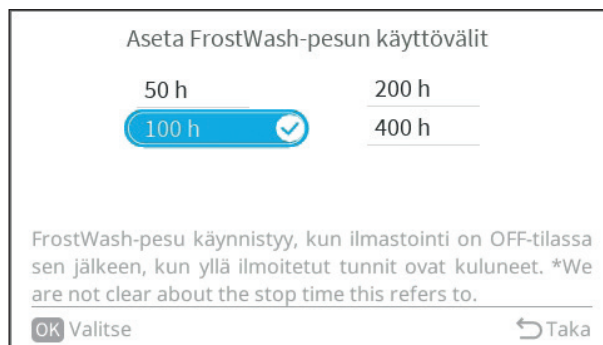 Aseta FrostWash-pesun käyttövälit
50 h 200 h
100 h 400 h
FrostWash-pesu käynnistyy, kun ilmastointi on OFF-tilassa
sen jälkeen, kun yllä ilmoitetut tunnit ovat kuluneet. *We
are not clear about the stop time this refers to.
OK Valitse Taka